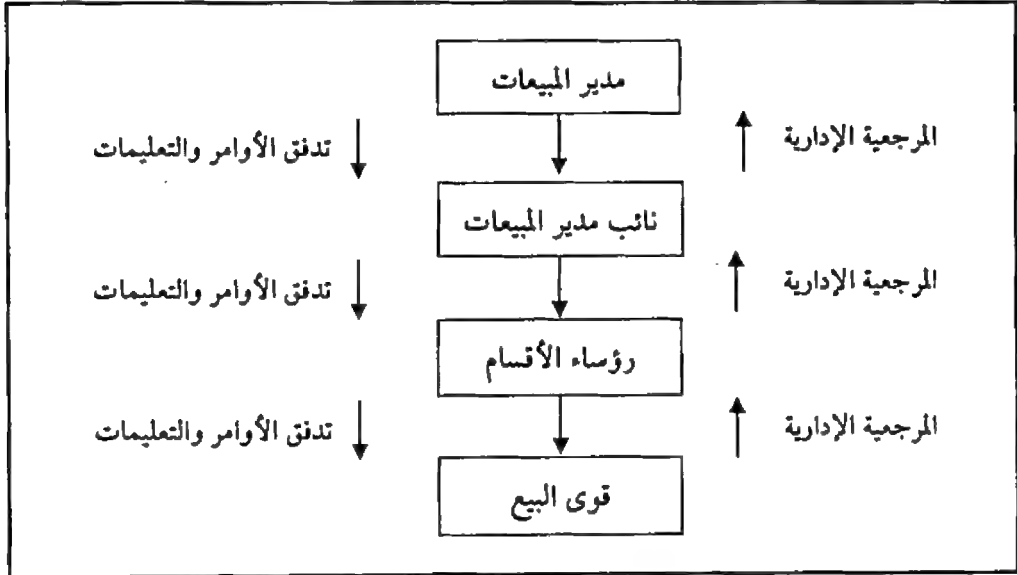 مدير المبيعات
المرجعية الإدارية
تدفق الأوامر والتعليمات
نائب مدير المبيعات
المرجعية الإدارية
تدفق الأوامر والتعليمات
رؤساء الأقسام
المرجعية الإدارية
تدفق الأوامر والتعليمات
قوى البيع